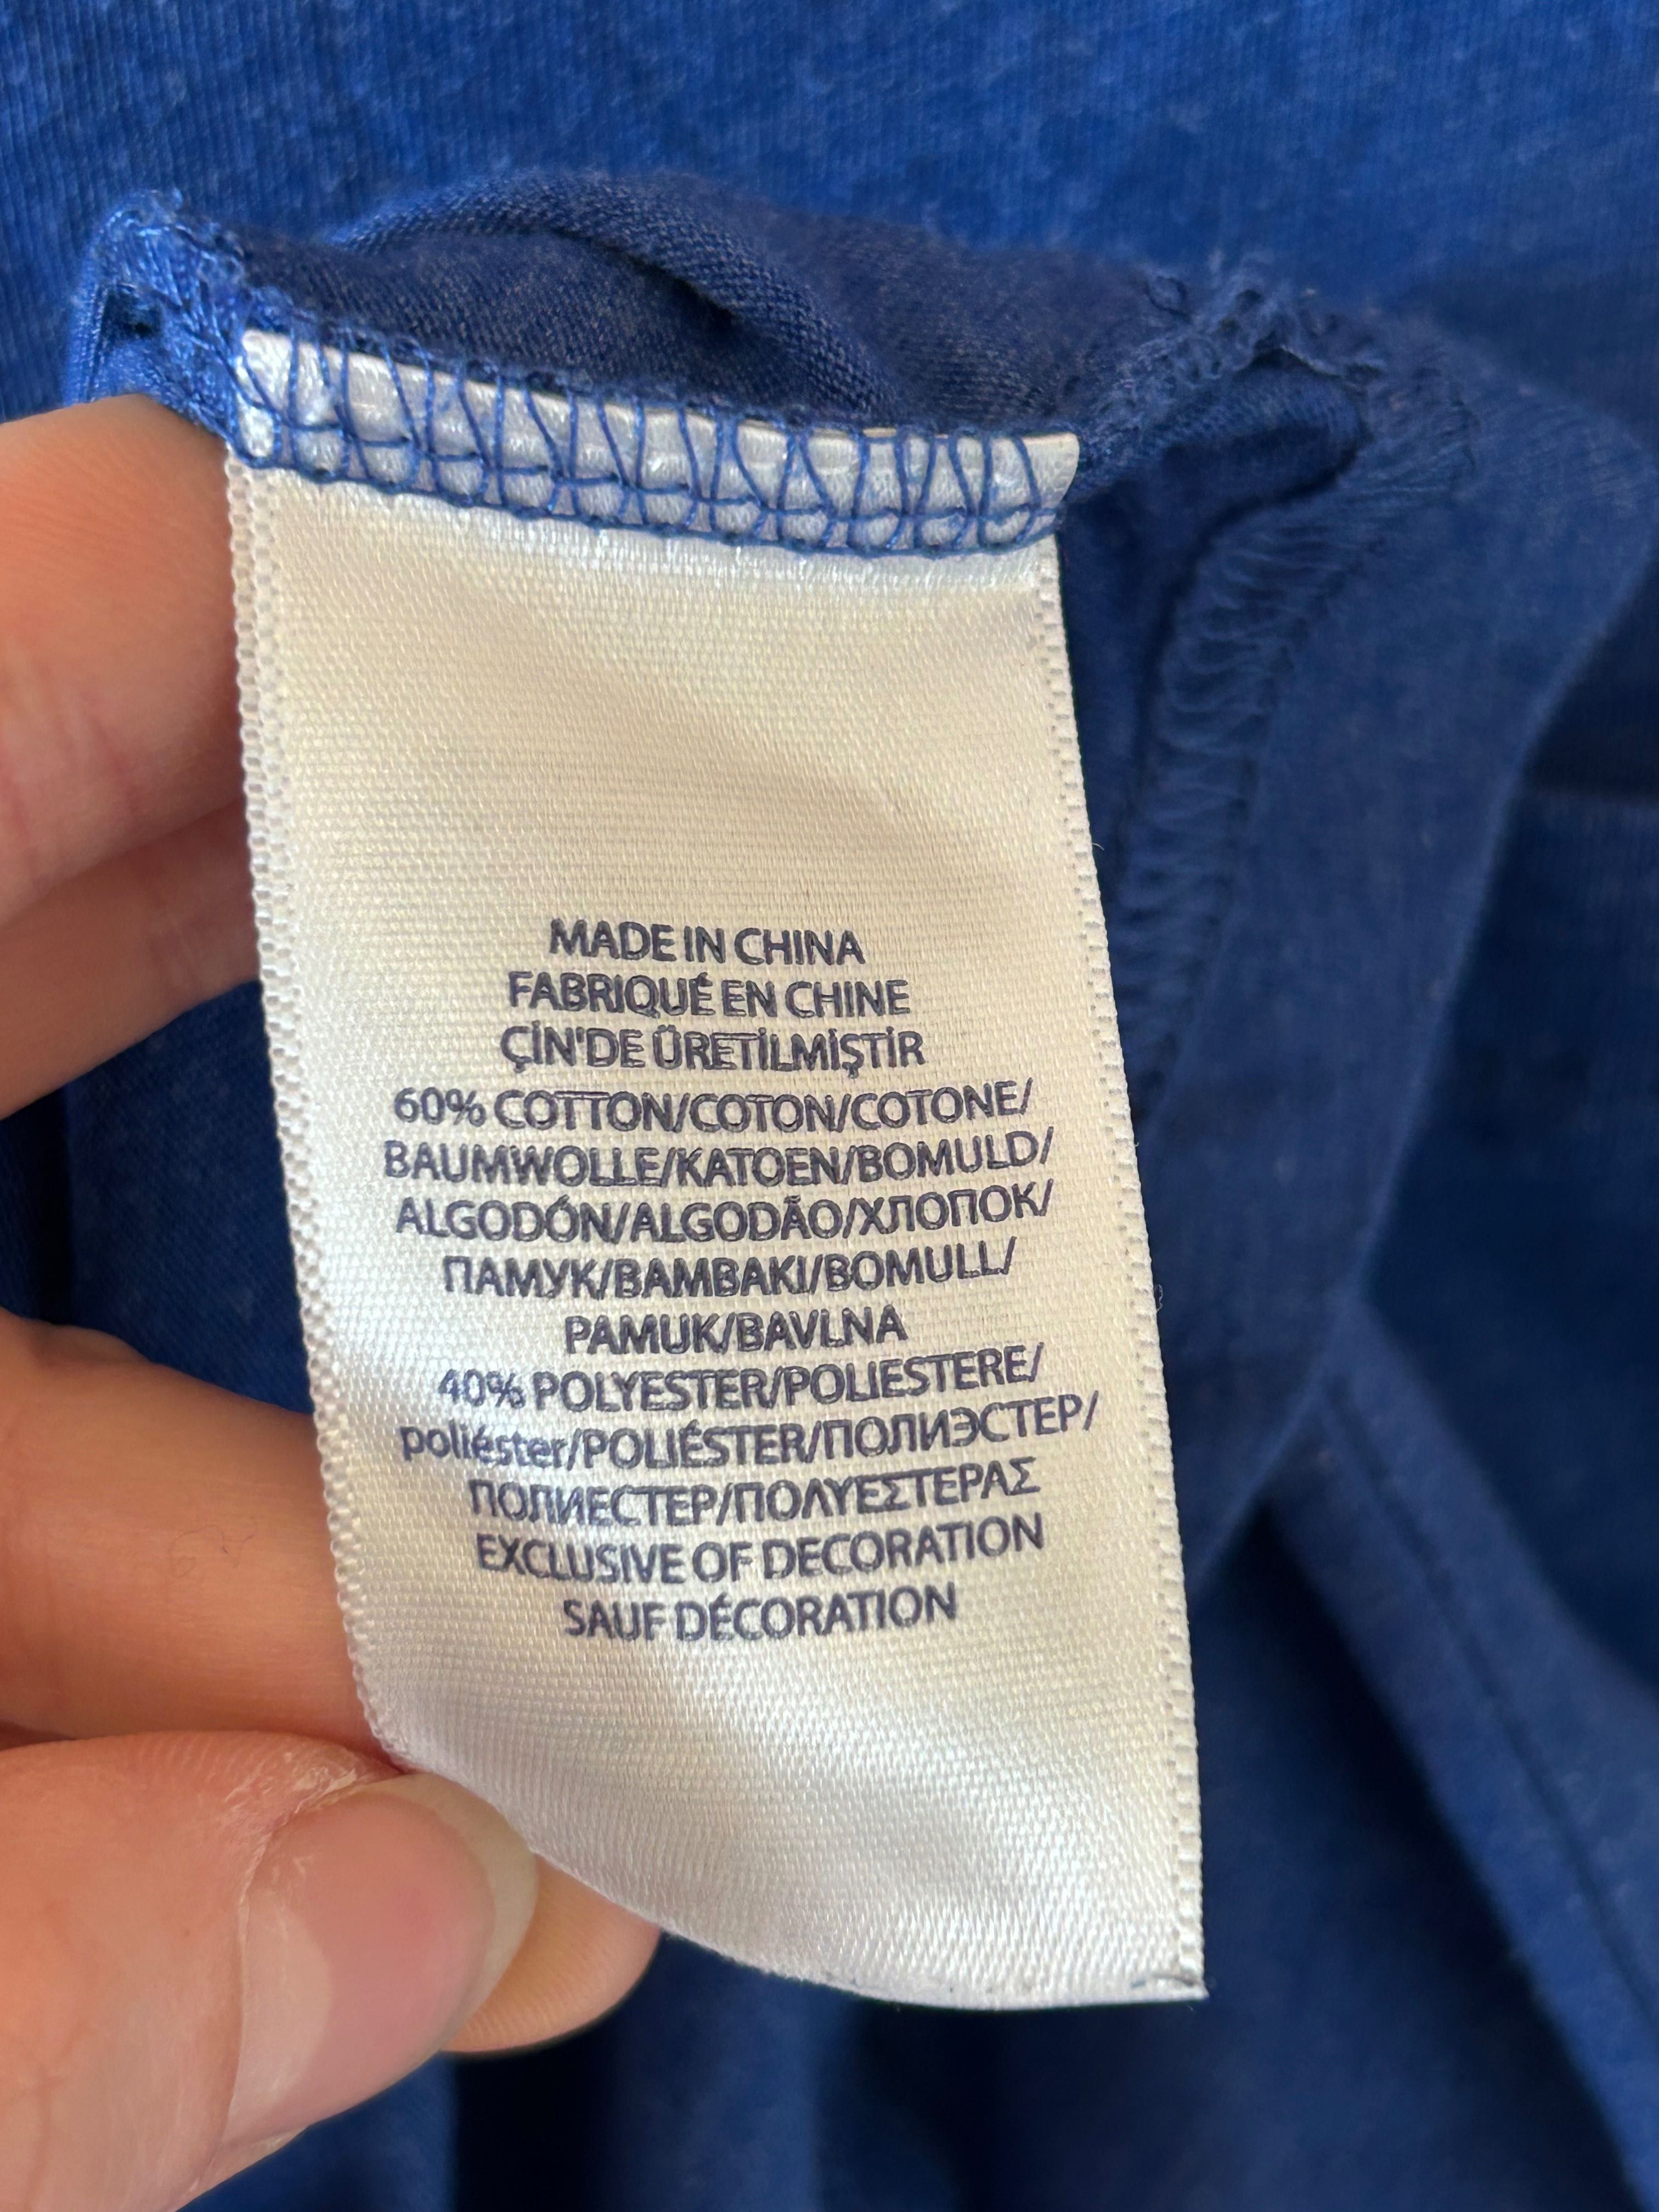 MADE IN CHINA
FABRIQUÉ EN CHINE
ÇİN'DE ÜRETİLMİŞTİR
60% COTTON/COTON/COTONE/
BAUMWOLLE/KATOEN/BOMULD/
ALGODÓN/ALGODÃO/ХЛОПОК/
ПАМУК/ΒΑΜΒΑΚΙ/BOMULL/
PAMUK/BAVLNA
40% POLYESTER/POLIESTERE/
poliéster/POLIÉSTER/ПОЛИЭСТЕР/
ПОЛИЕСТЕР/ΠΟΛΥΕΣΤΕΡΑΣ
EXCLUSIVE OF DECORATION
SAUF DÉCORATION